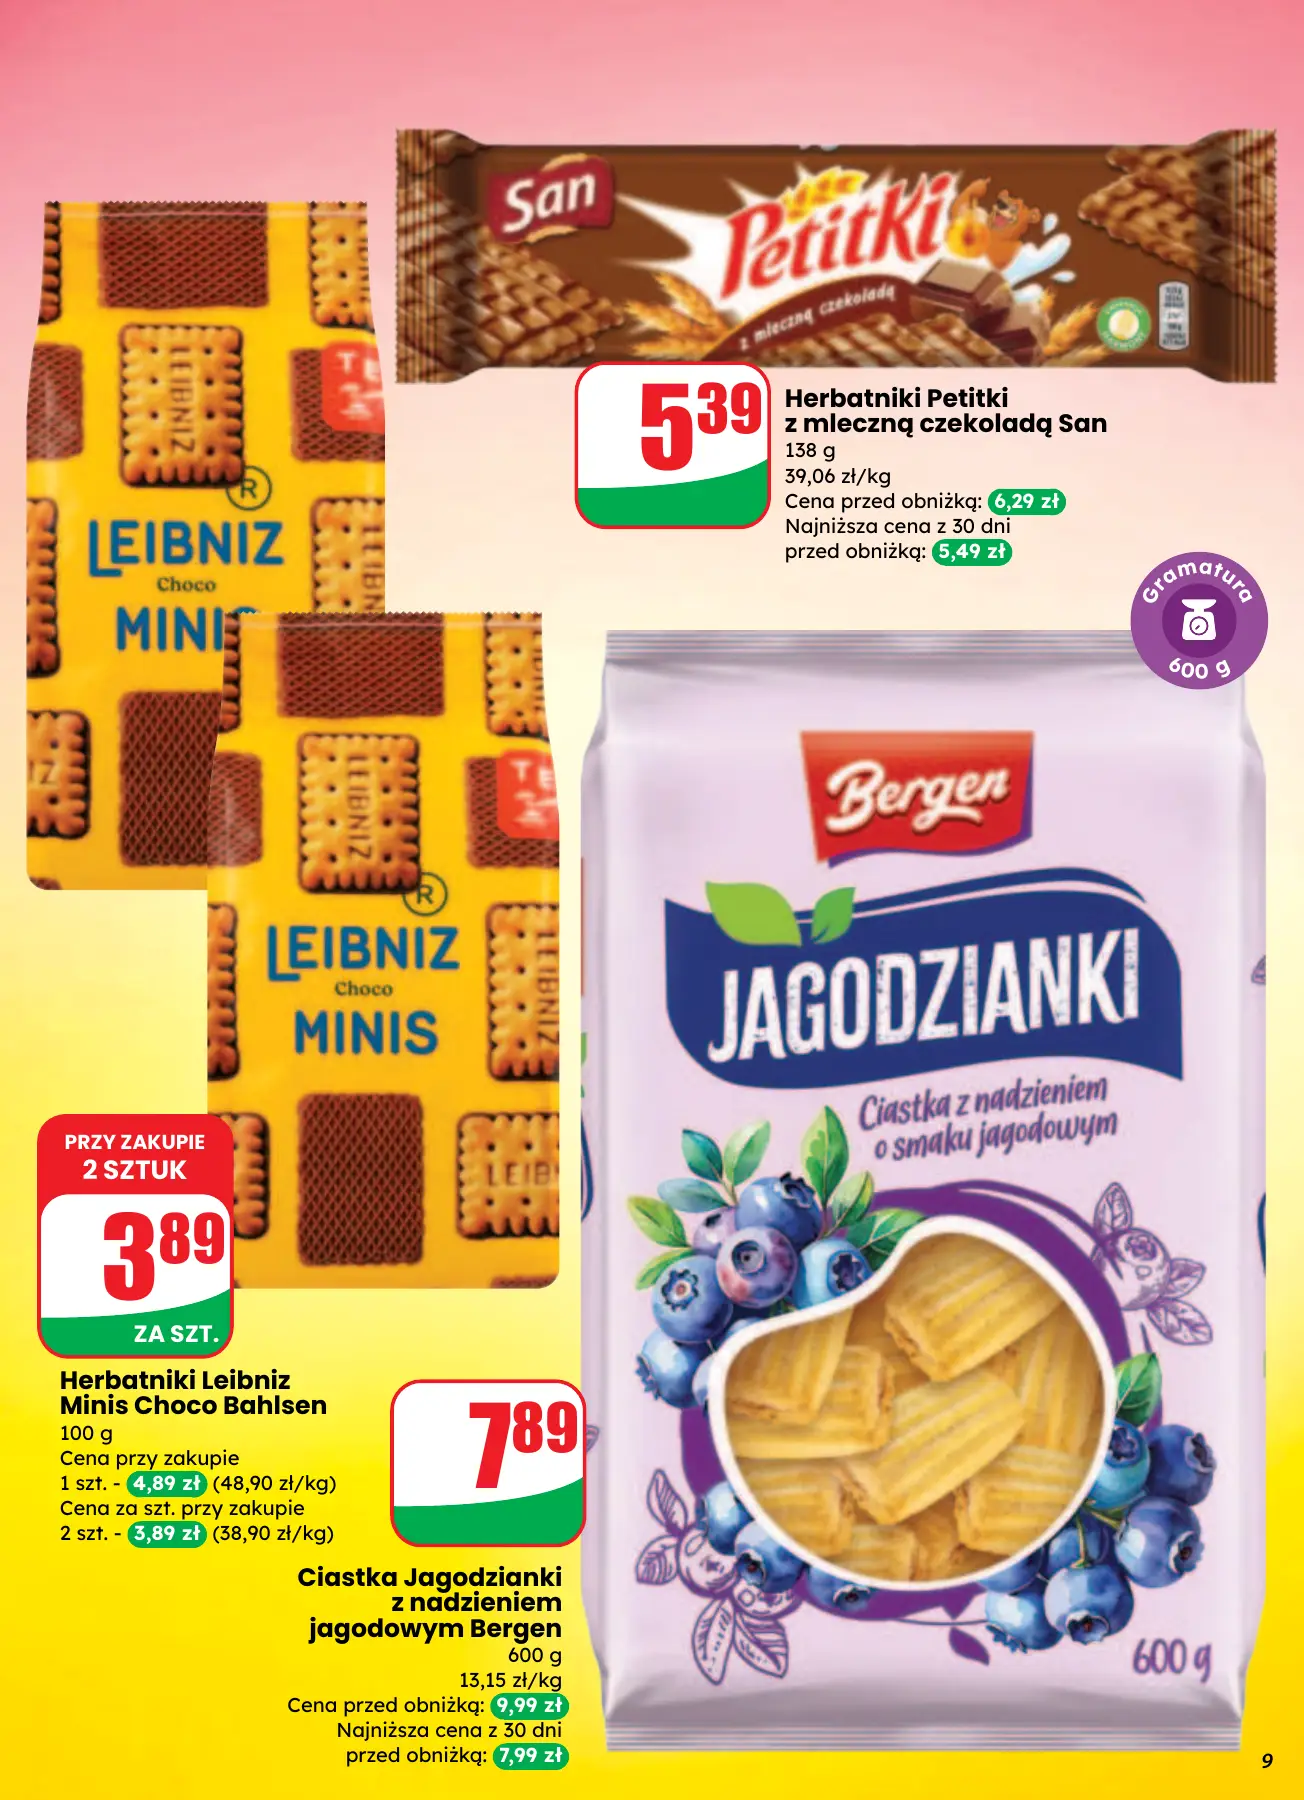 San
Petitki
z mleczną czekoladą
5 39
Herbatniki Petitki
z mleczną czekoladą San
138 g
39,06 zł/kg
Cena przed obniżką: 6,29 zł
Najniższa cena z 30 dni
przed obniżką: 5,49 zł
LEIBNIZ
LEIBNIZ
Choco
MINI
LEIBNIZ
LEIBNIZ
Choco
MINIS
LEIBNIZ
Gramatura
600 g
Bergen
JAGODZIANKI
Ciastka z nadzieniem
o smaku jagodowym
600 g
PRZY ZAKUPIE
2 SZTUK
3 89
ZA SZT.
Herbatniki Leibniz
Minis Choco Bahlsen
100 g
Cena przy zakupie
1 szt. - 4,89 zł (48,90 zł/kg)
Cena za szt. przy zakupie
2 szt. - 3,89 zł (38,90 zł/kg)
7 89
Ciastka Jagodzianki
z nadzieniem
jagodowym Bergen
600 g
13,15 zł/kg
Cena przed obniżką: 9,99 zł
Najniższa cena z 30 dni
przed obniżką: 7,99 zł
9